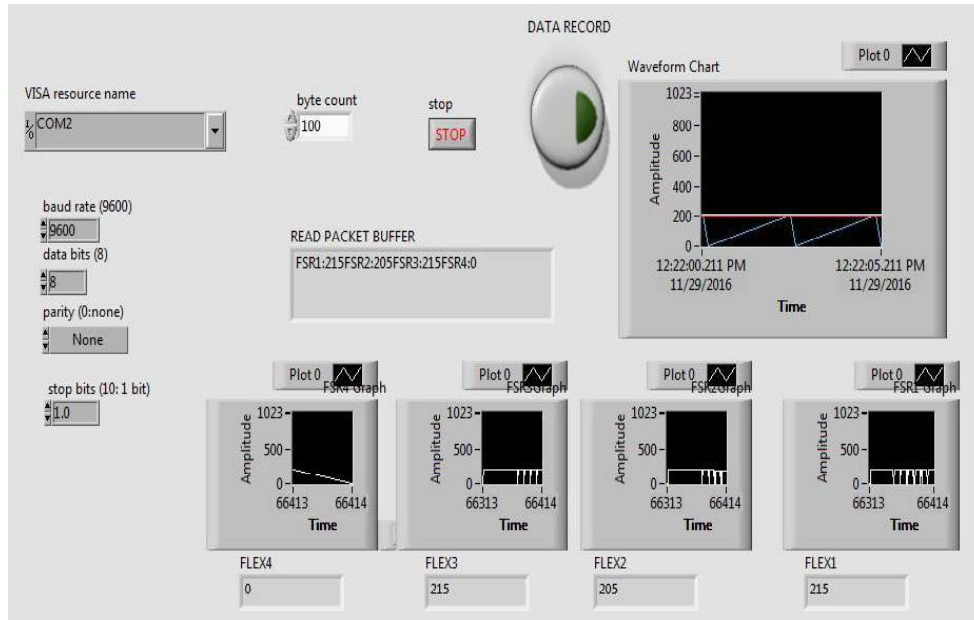 DATA RECORD
Plot 0
Waveform Chart
VISA resource name
I/O COM2
byte count
100
stop
STOP
1023
800
600
400
200
0
Amplitude
12:22:00.211 PM
11/29/2016
12:22:05.211 PM
11/29/2016
Time
baud rate (9600)
9600
data bits (8)
8
parity (0:none)
None
stop bits (10: 1 bit)
1.0
READ PACKET BUFFER
FSR1:215FSR2:205FSR3:215FSR4:0
Plot 0
FSR4 Graph
1023
500
0
Amplitude
66413
66414
Time
FLEX4
0
Plot 0
FSR3Graph
1023
500
0
Amplitude
66313
66414
Time
FLEX3
215
Plot 0
FSR2Graph
1023
500
0
Amplitude
66313
66414
Time
FLEX2
205
Plot 0
FSR1 Graph
1023
500
0
Amplitude
66313
66414
Time
FLEX1
215